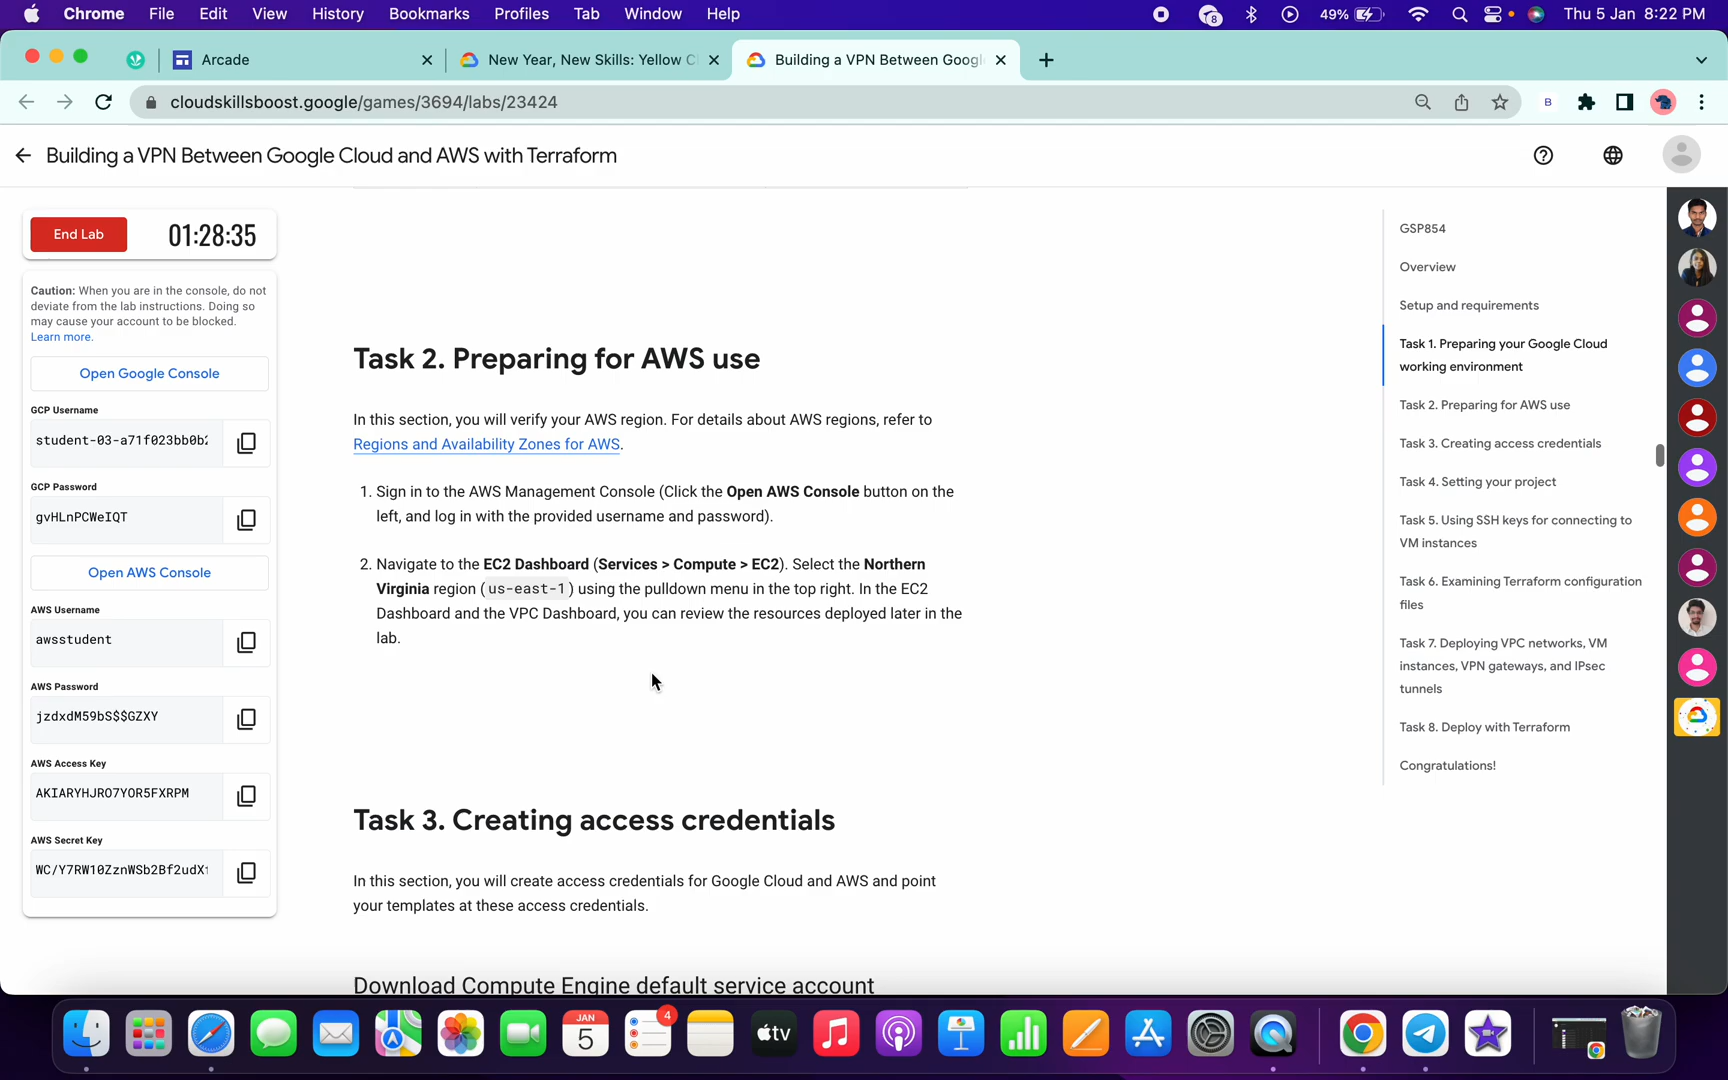 Chrome File Edit View History Bookmarks Profiles Tab Window Help 8 49% Thu 5 Jan 8:22 PM
Arcade New Year, New Skills: Yellow C Building a VPN Between Googl
cloudskillsboost.google/games/3694/labs/23424 B
Building a VPN Between Google Cloud and AWS with Terraform
End Lab 01:28:35
Caution: When you are in the console, do not
deviate from the lab instructions. Doing so
may cause your account to be blocked.
Learn more.
Open Google Console
GCP Username
student-03-a71f023bb0b
GCP Password
gvHLnPCWeIQT
Open AWS Console
AWS Username
awsstudent
AWS Password
jzdxdM59bS$$GZXY
AWS Access Key
AKIARYHJRO7YOR5FXRPM
AWS Secret Key
WC/Y7RW10ZznWSb2Bf2udX
Task 2. Preparing for AWS use
In this section, you will verify your AWS region. For details about AWS regions, refer to
Regions and Availability Zones for AWS.
1. Sign in to the AWS Management Console (Click the Open AWS Console button on the
left, and log in with the provided username and password).
2. Navigate to the EC2 Dashboard (Services > Compute > EC2). Select the Northern
Virginia region (us-east-1) using the pulldown menu in the top right. In the EC2
Dashboard and the VPC Dashboard, you can review the resources deployed later in the
lab.
Task 3. Creating access credentials
In this section, you will create access credentials for Google Cloud and AWS and point
your templates at these access credentials.
Download Compute Engine default service account
GSP854
Overview
Setup and requirements
Task 1. Preparing your Google Cloud
working environment
Task 2. Preparing for AWS use
Task 3. Creating access credentials
Task 4. Setting your project
Task 5. Using SSH keys for connecting to
VM instances
Task 6. Examining Terraform configuration
files
Task 7. Deploying VPC networks, VM
instances, VPN gateways, and IPsec
tunnels
Task 8. Deploy with Terraform
Congratulations!
JAN
5
4
tv